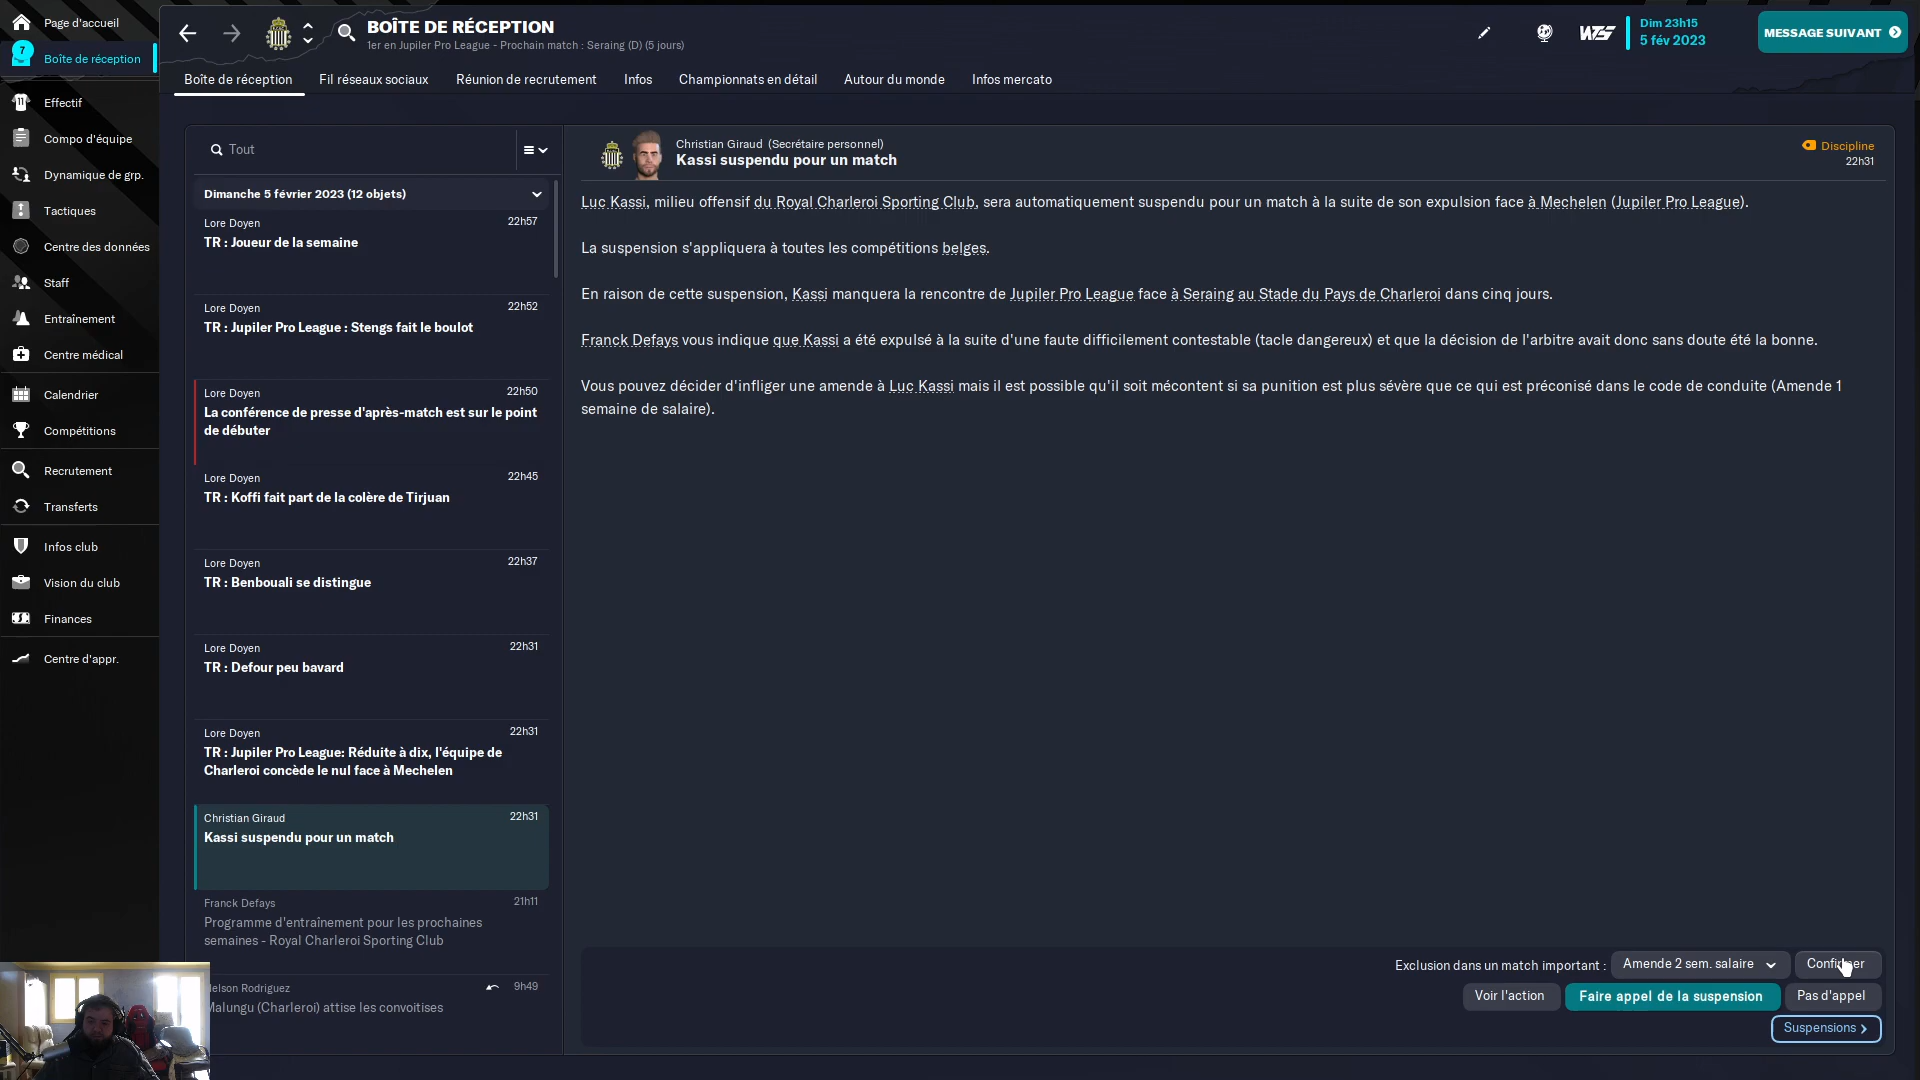 Page d'accueil
7
Boîte de réception
Effectif
Compo d'équipe
Dynamique de grp.
Tactiques
Centre des données
Staff
Entraînement
Centre médical
Calendrier
Compétitions
Recrutement
Transferts
Infos club
Vision du club
Finances
Centre d'appr.
BOÎTE DE RÉCEPTION
1er en Jupiler Pro League - Prochain match : Seraing (D) (5 jours)
Dim 23h15
5 fév 2023
MESSAGE SUIVANT
Boîte de réception
Fil réseaux sociaux
Réunion de recrutement
Infos
Championnats en détail
Autour du monde
Infos mercato
Tout
Dimanche 5 février 2023 (12 objets)
Lore Doyen 22h57
TR : Joueur de la semaine
Lore Doyen 22h52
TR : Jupiler Pro League : Stengs fait le boulot
Lore Doyen 22h50
La conférence de presse d'après-match est sur le point
de débuter
Lore Doyen 22h45
TR : Koffi fait part de la colère de Tirjuan
Lore Doyen 22h37
TR : Benbouali se distingue
Lore Doyen 22h31
TR : Defour peu bavard
Lore Doyen 22h31
TR : Jupiler Pro League: Réduite à dix, l'équipe de
Charleroi concède le nul face à Mechelen
Christian Giraud 22h31
Kassi suspendu pour un match
Franck Defays 21h11
Programme d'entraînement pour les prochaines
semaines - Royal Charleroi Sporting Club
Rodriguez 9h49
Malungu (Charleroi) attise les convoitises
Christian Giraud (Secrétaire personnel)
Kassi suspendu pour un match
Discipline
22h31
Luc Kassi, milieu offensif du Royal Charleroi Sporting Club, sera automatiquement suspendu pour un match à la suite de son expulsion face à Mechelen (Jupiler Pro League).
La suspension s'appliquera à toutes les compétitions belges.
En raison de cette suspension, Kassi manquera la rencontre de Jupiler Pro League face à Seraing au Stade du Pays de Charleroi dans cinq jours.
Franck Defays vous indique que Kassi a été expulsé à la suite d'une faute difficilement contestable (tacle dangereux) et que la décision de l'arbitre avait donc sans doute été la bonne.
Vous pouvez décider d'infliger une amende à Luc Kassi mais il est possible qu'il soit mécontent si sa punition est plus sévère que ce qui est préconisé dans le code de conduite (Amende 1
semaine de salaire).
Exclusion dans un match important : Amende 2 sem. salaire Confirmer
Voir l'action Faire appel de la suspension Pas d'appel
Suspensions